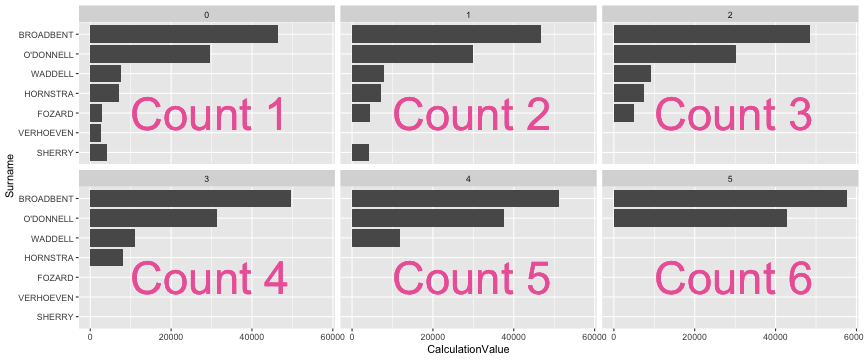 0 1 2
BROADBENT
O'DONNELL
WADDELL
HORNSTRA
FOZARD
VERHOEVEN
SHERRY
Count 1 Count 2 Count 3
Surname
3 4 5
BROADBENT
O'DONNELL
WADDELL
HORNSTRA
FOZARD
VERHOEVEN
SHERRY
Count 4 Count 5 Count 6
0 20000 40000 60000 0 20000 40000 60000 0 20000 40000 60000
CalculationValue